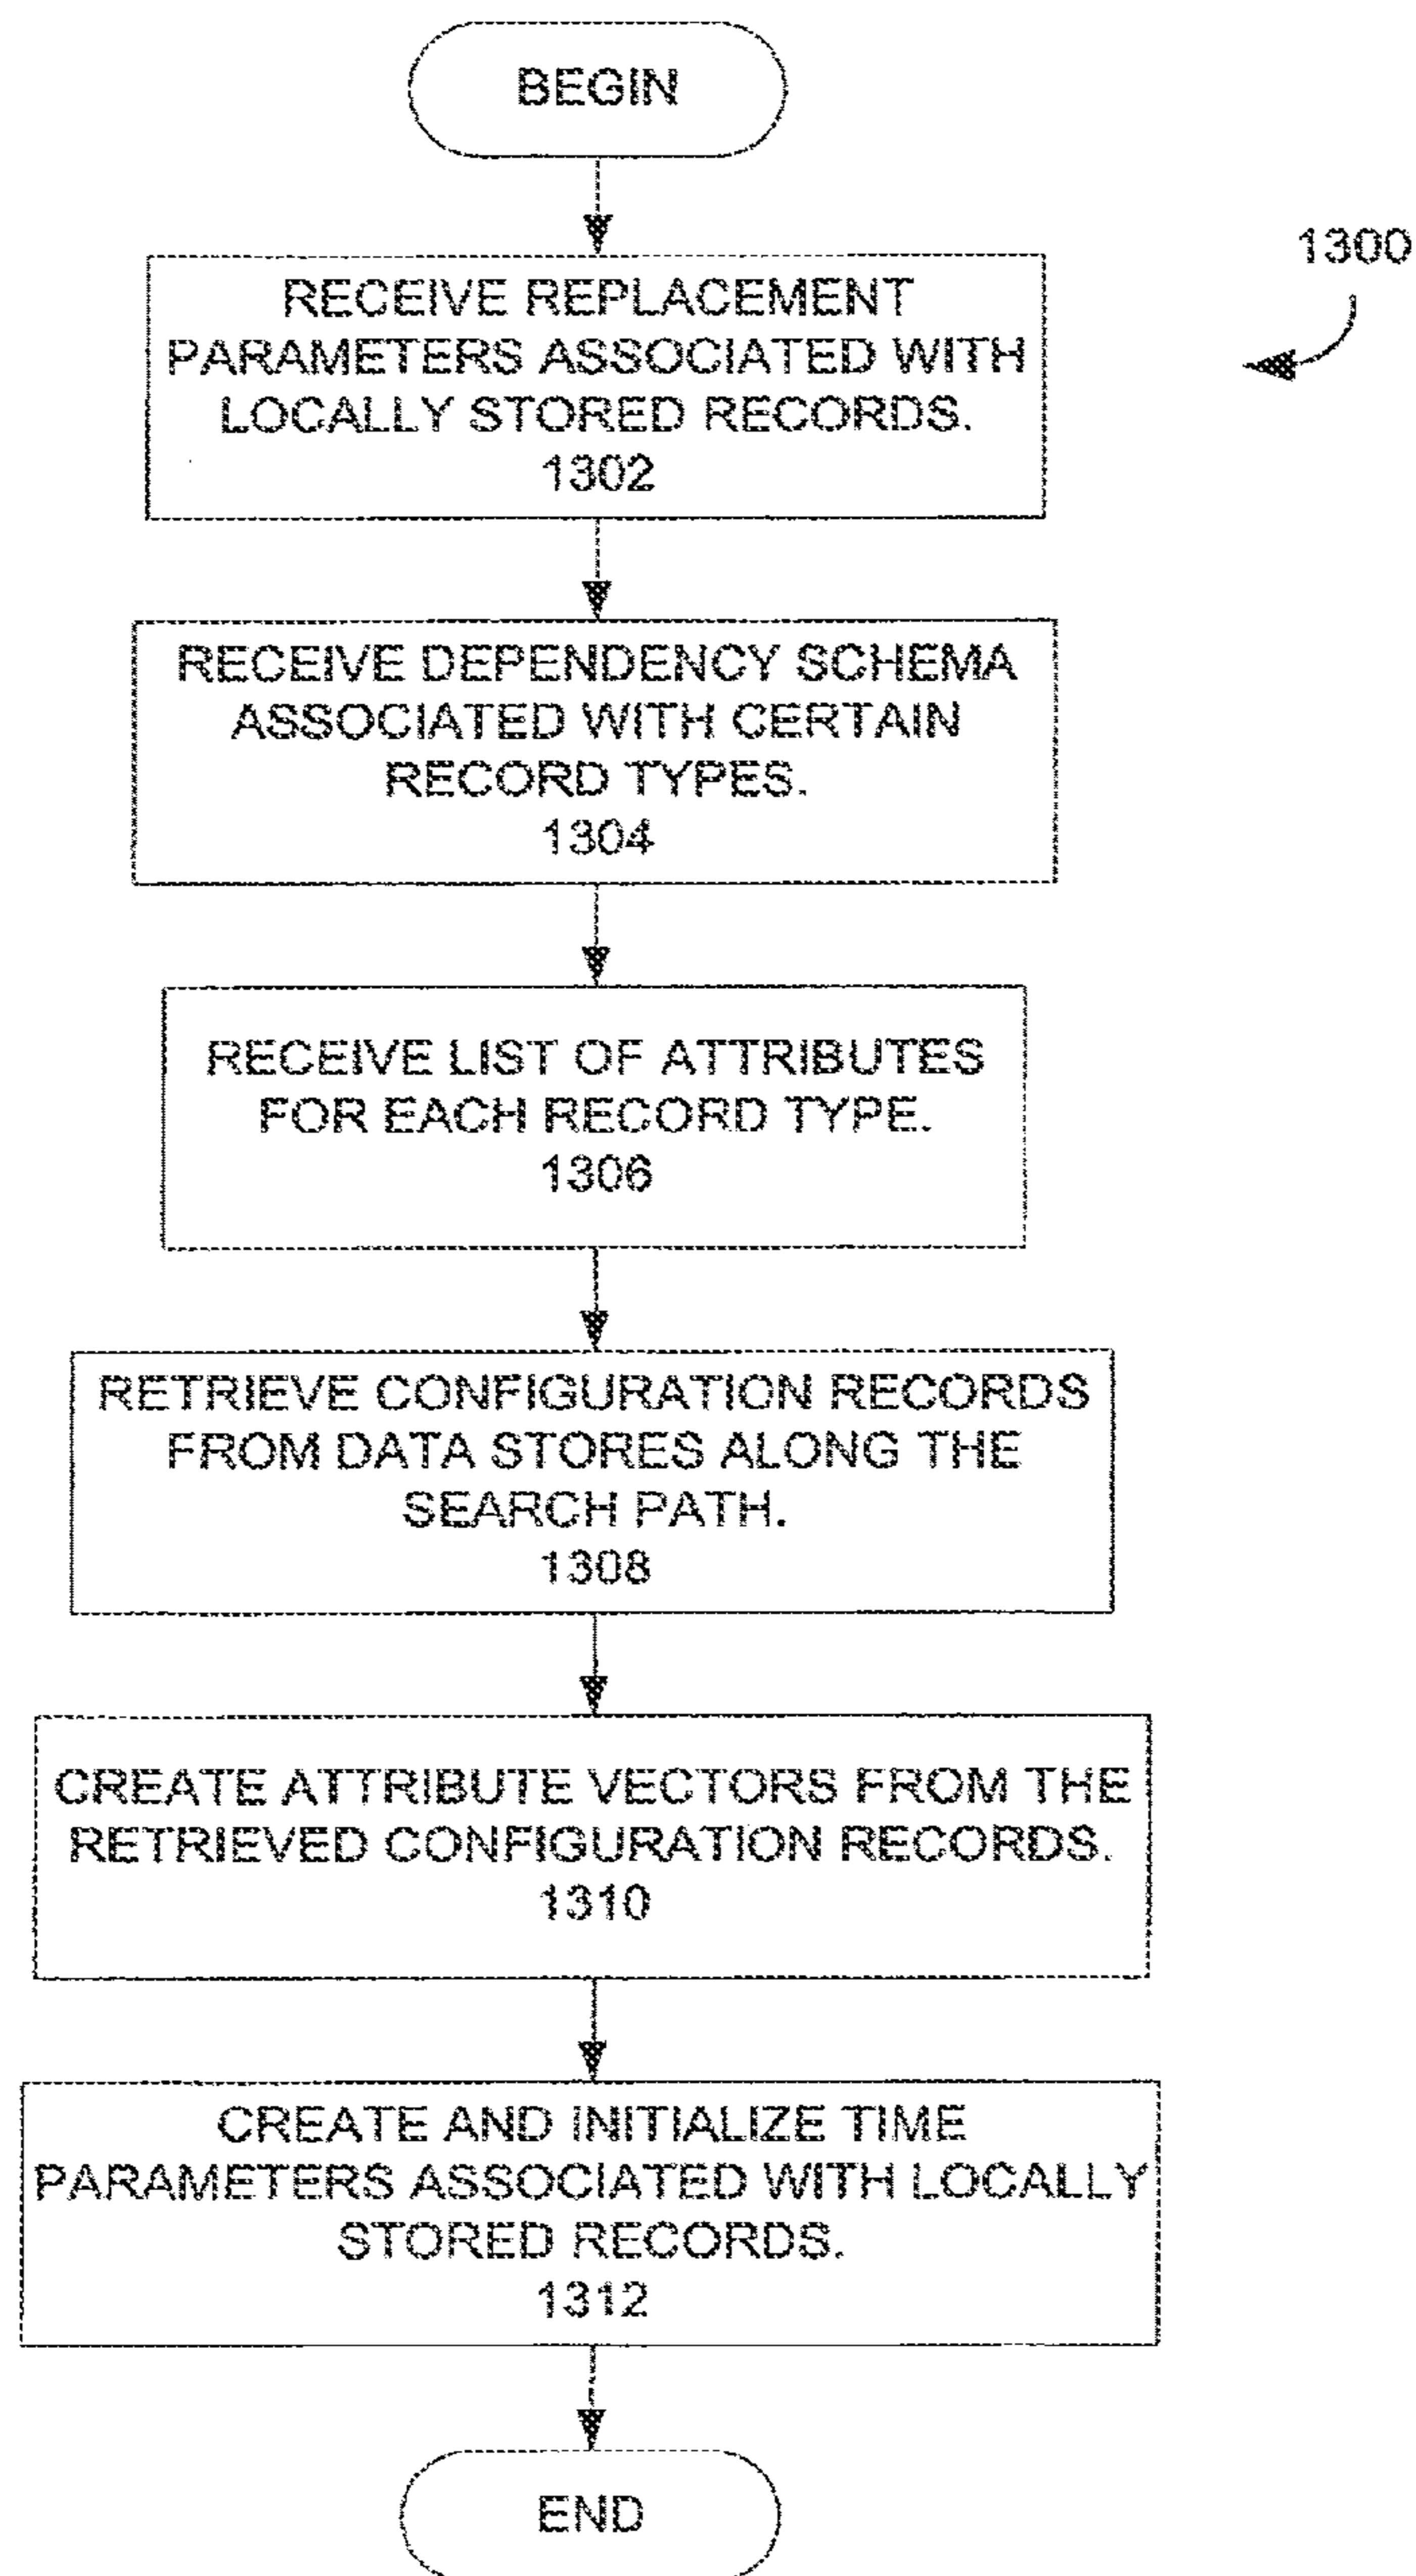 BEGIN
1300
RECEIVE REPLACEMENT
PARAMETERS ASSOCIATED WITH
LOCALLY STORED RECORDS.
1302
RECEIVE DEPENDENCY SCHEMA
ASSOCIATED WITH CERTAIN
RECORD TYPES.
1304
RECEIVE LIST OF ATTRIBUTES
FOR EACH RECORD TYPE.
1306
RETRIEVE CONFIGURATION RECORDS
FROM DATA STORES ALONG THE
SEARCH PATH.
1308
CREATE ATTRIBUTE VECTORS FROM THE
RETRIEVED CONFIGURATION RECORDS.
1310
CREATE AND INITIALIZE TIME
PARAMETERS ASSOCIATED WITH LOCALLY
STORED RECORDS.
1312
END